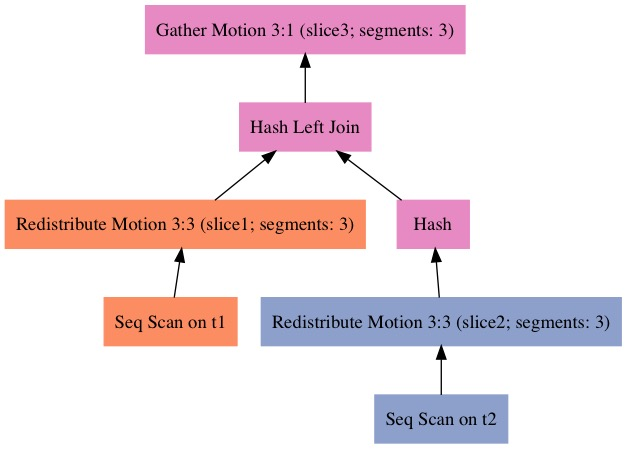 Gather Motion 3:1 (slice3; segments: 3)
Hash Left Join
Redistribute Motion 3:3 (slice1; segments: 3)
Hash
Seq Scan on t1
Redistribute Motion 3:3 (slice2; segments: 3)
Seq Scan on t2